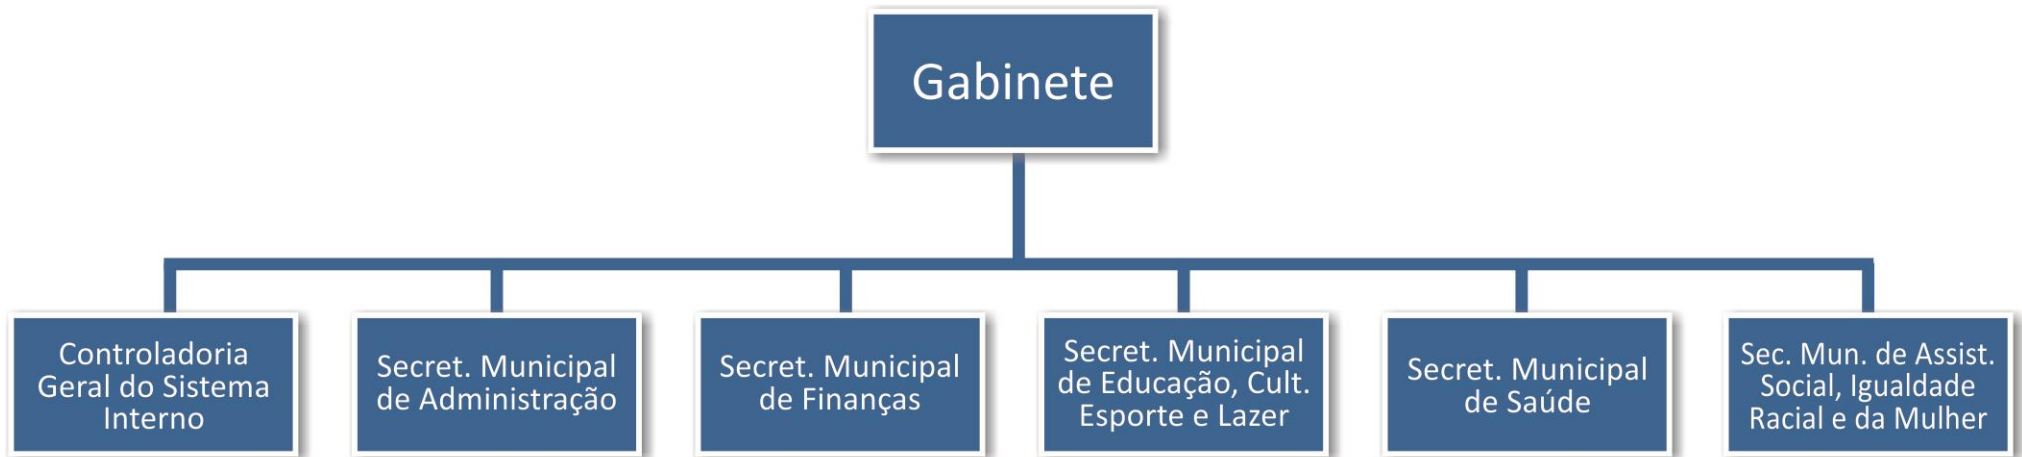 Gabinete
Controladoria
Geral do Sistema
Interno
Secret. Municipal
de Administração
Secret. Municipal
de Finanças
Secret. Municipal
de Educação, Cult.
Esporte e Lazer
Secret. Municipal
de Saúde
Sec. Mun. de Assist.
Social, Igualdade
Racial e da Mulher